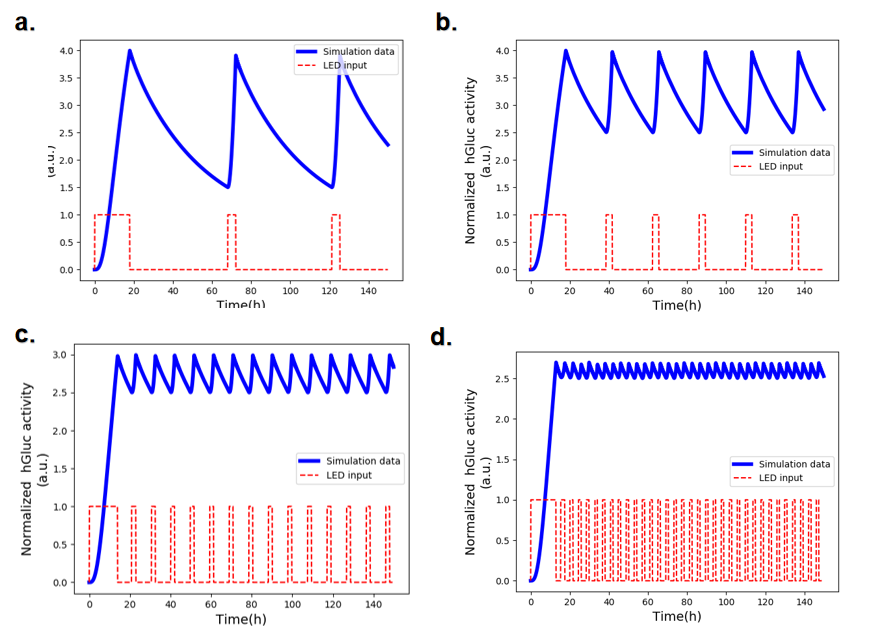 a.
4.0
3.5
3.0
2.5
2.0
1.5
1.0
0.5
0.0
(a.u.)
0 20 40 60 80 100 120 140
Time(h)
Simulation data
LED input
b.
4.0
3.5
3.0
2.5
2.0
1.5
1.0
0.5
0.0
Normalized hGluc activity
(a.u.)
0 20 40 60 80 100 120 140
Time(h)
Simulation data
LED input
c.
3.0
2.5
2.0
1.5
1.0
0.5
0.0
Normalized hGluc activity
(a.u.)
0 20 40 60 80 100 120 140
Time(h)
Simulation data
LED input
d.
2.5
2.0
1.5
1.0
0.5
0.0
Normalized hGluc activity
(a.u.)
0 20 40 60 80 100 120 140
Time(h)
Simulation data
LED input